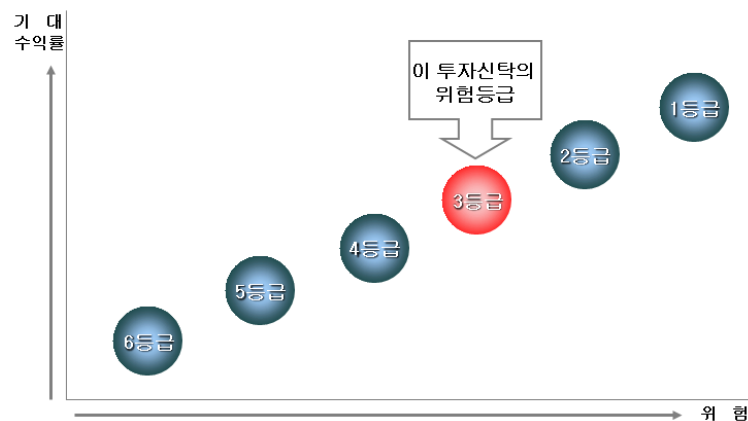 기 대
수익률
이 투자신탁의
위험등급
1등급
2등급
3등급
4등급
5등급
6등급
위 험